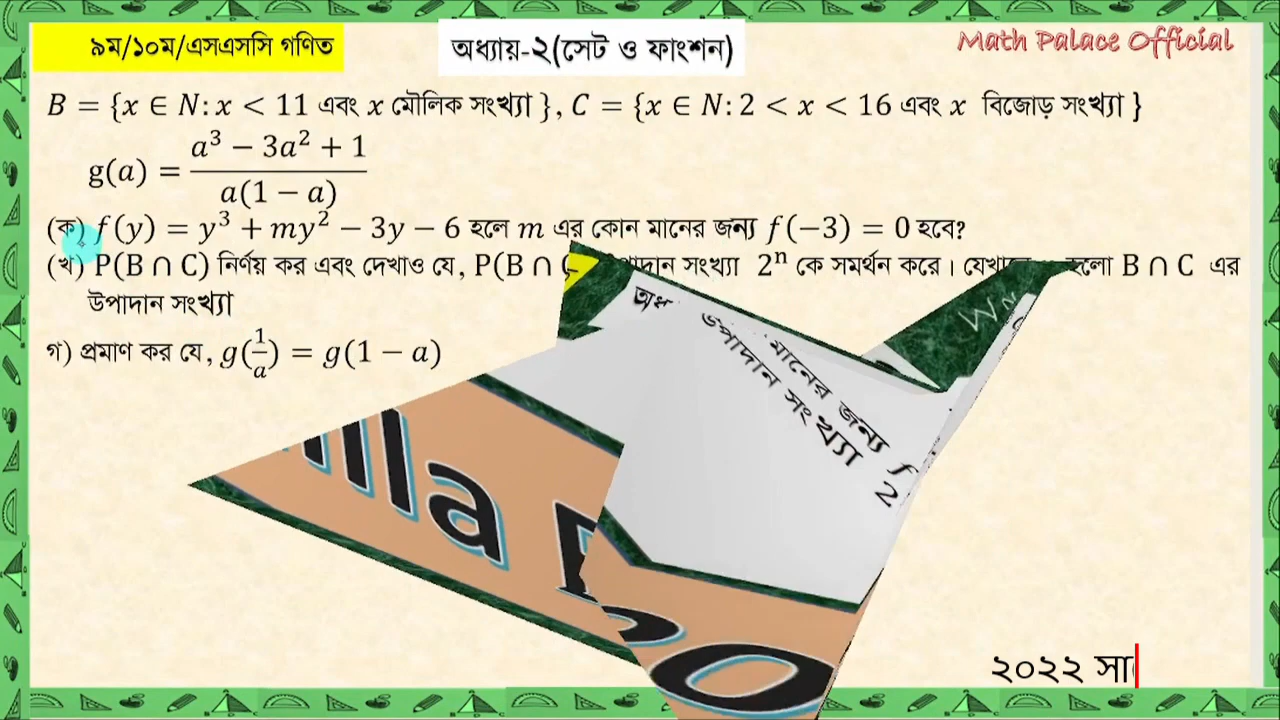 ৯ম/১০ম/এসএসসি গণিত
অধ্যায়-২(সেট ও ফাংশন)
Math Palace Official
B = {x ∈ N: x < 11 এবং x মৌলিক সংখ্যা }, C = {x ∈ N: 2 < x < 16 এবং x বিজোড় সংখ্যা }
g(a) = (a³ − 3a² + 1)/(a(1 − a))
(ক) f(y) = y³ + my² − 3y − 6 হলে m এর কোন মানের জন্য f(−3) = 0 হবে?
(খ) P(B ∩ C) নির্ণয় কর এবং দেখাও যে, P(B ∩ C উপাদান সংখ্যা 2ⁿ কে সমর্থন করে। যেখানে হলো B ∩ C এর
উপাদান সংখ্যা
গ) প্রমাণ কর যে, g(1/a) = g(1 − a)
মানের জন্য f
উপাদান সংখ্যা 2
২০২২ সা